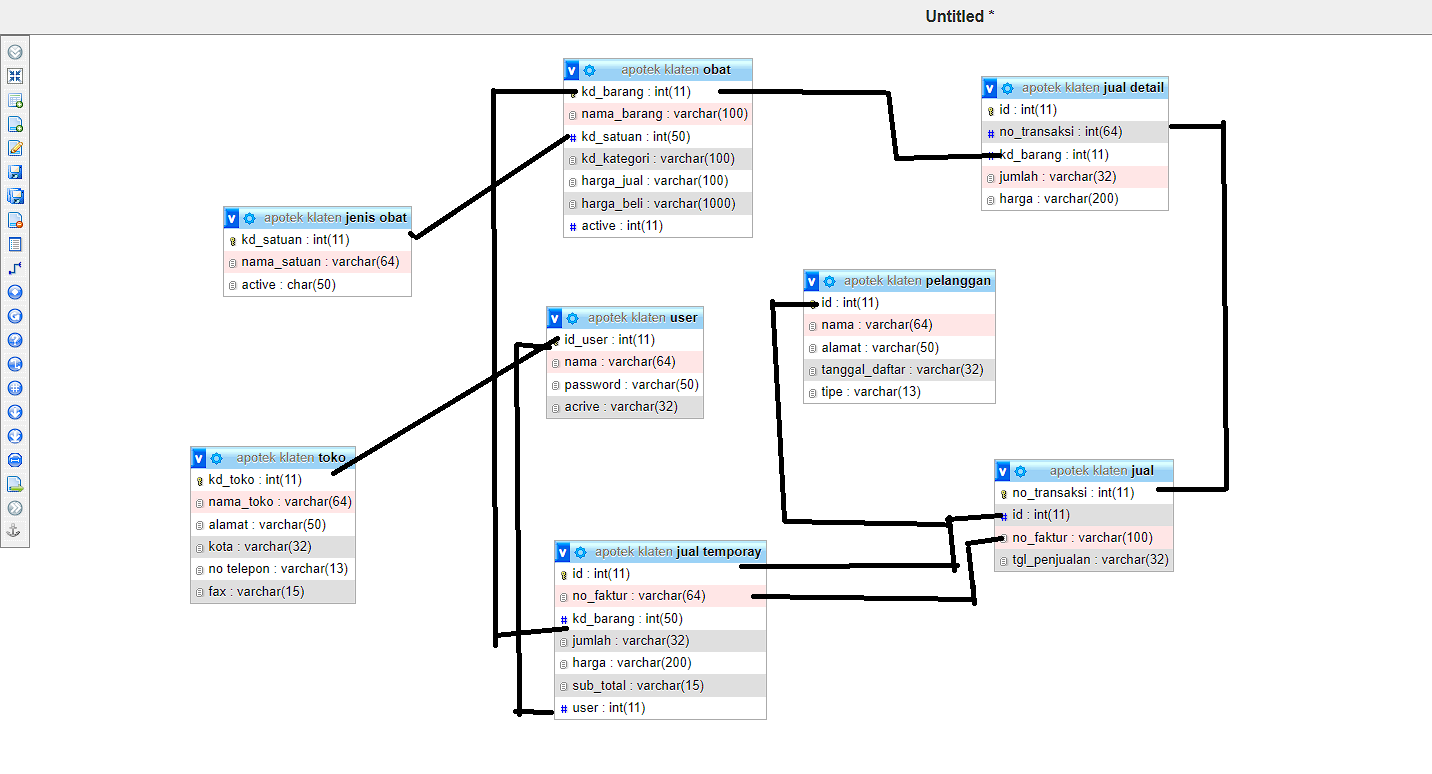 Untitled *
apotek klaten obat
kd_barang : int(11)
nama_barang : varchar(100)
kd_satuan : int(50)
kd_kategori : varchar(100)
harga_jual : varchar(100)
harga_beli : varchar(1000)
active : int(11)
apotek klaten jual detail
id : int(11)
no_transaksi : int(64)
kd_barang : int(11)
jumlah : varchar(32)
harga : varchar(200)
apotek klaten jenis obat
kd_satuan : int(11)
nama_satuan : varchar(64)
active : char(50)
apotek klaten pelanggan
id : int(11)
nama : varchar(64)
alamat : varchar(50)
tanggal_daftar : varchar(32)
tipe : varchar(13)
apotek klaten user
id_user : int(11)
nama : varchar(64)
password : varchar(50)
acrive : varchar(32)
apotek klaten toko
kd_toko : int(11)
nama_toko : varchar(64)
alamat : varchar(50)
kota : varchar(32)
no telepon : varchar(13)
fax : varchar(15)
apotek klaten jual
no_transaksi : int(11)
id : int(11)
no_faktur : varchar(100)
tgl_penjualan : varchar(32)
apotek klaten jual temporay
id : int(11)
no_faktur : varchar(64)
kd_barang : int(50)
jumlah : varchar(32)
harga : varchar(200)
sub_total : varchar(15)
user : int(11)